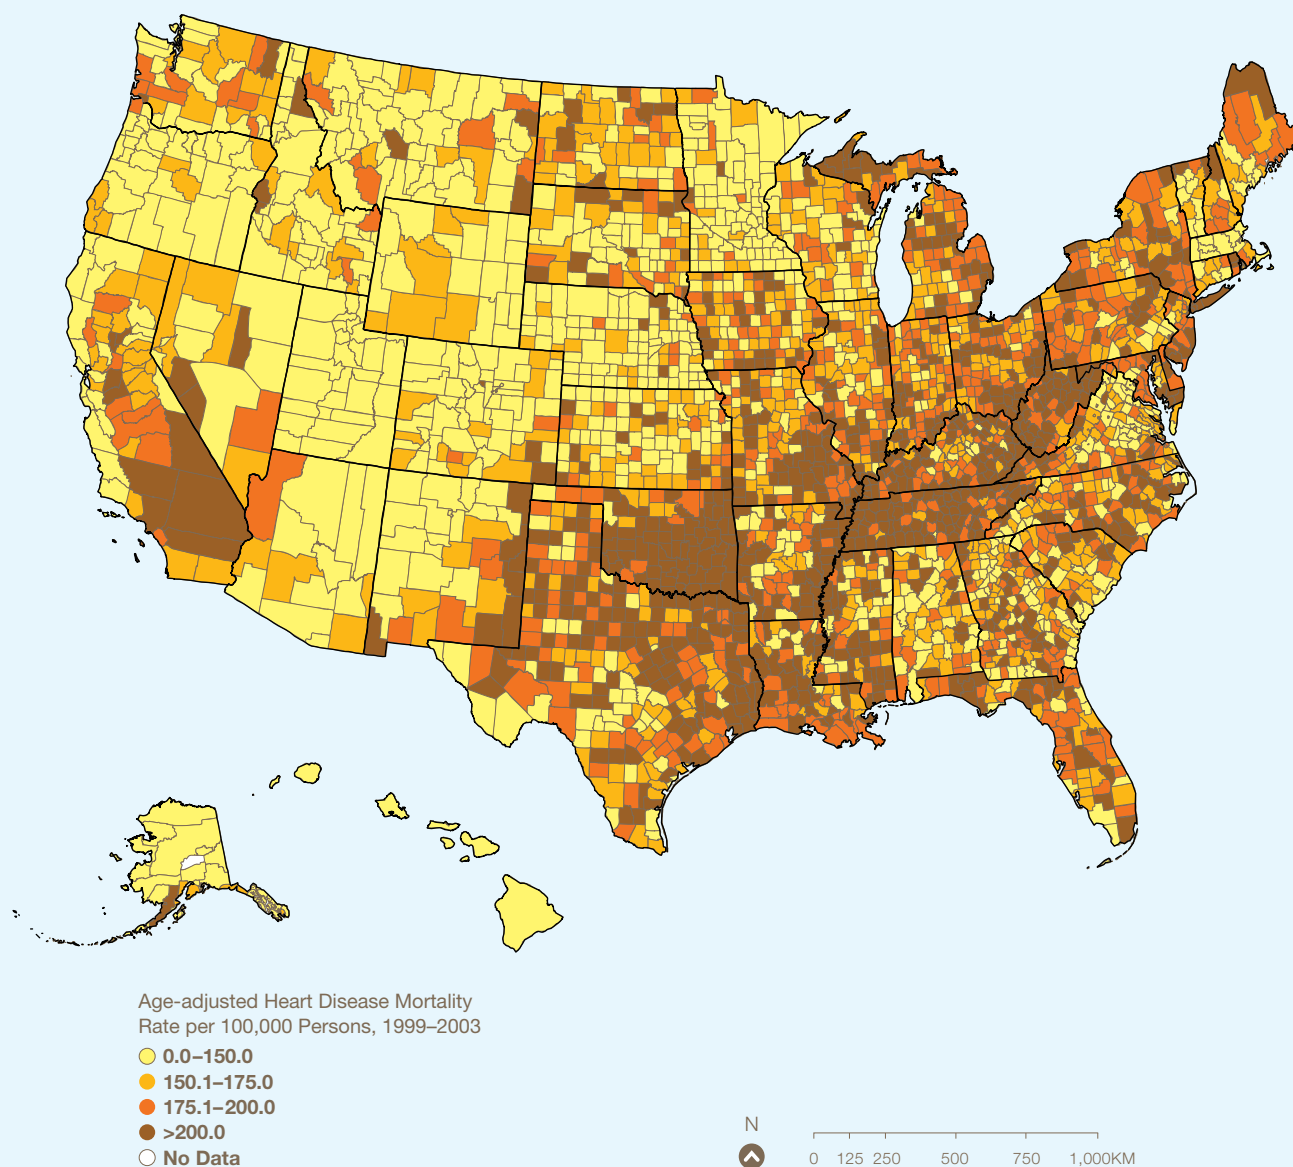 Age-adjusted Heart Disease Mortality
Rate per 100,000 Persons, 1999–2003
0.0–150.0
150.1–175.0
175.1–200.0
>200.0
No Data
N
0 125 250 500 750 1,000KM